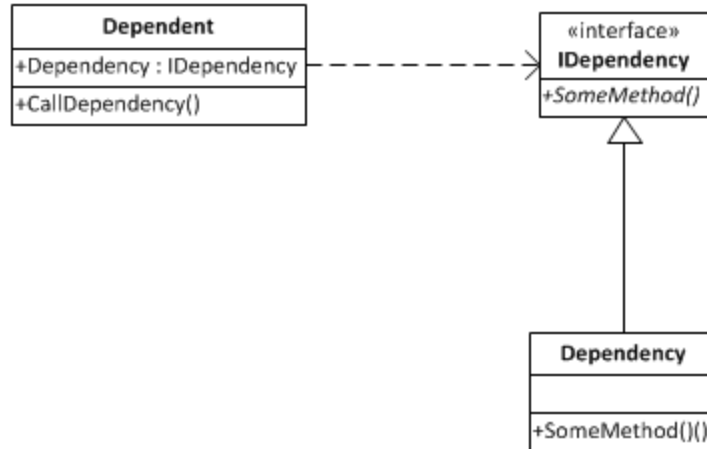 Dependent
+Dependency : IDependency
+CallDependency()
«interface»
IDependency
+SomeMethod()
Dependency
+SomeMethod()()